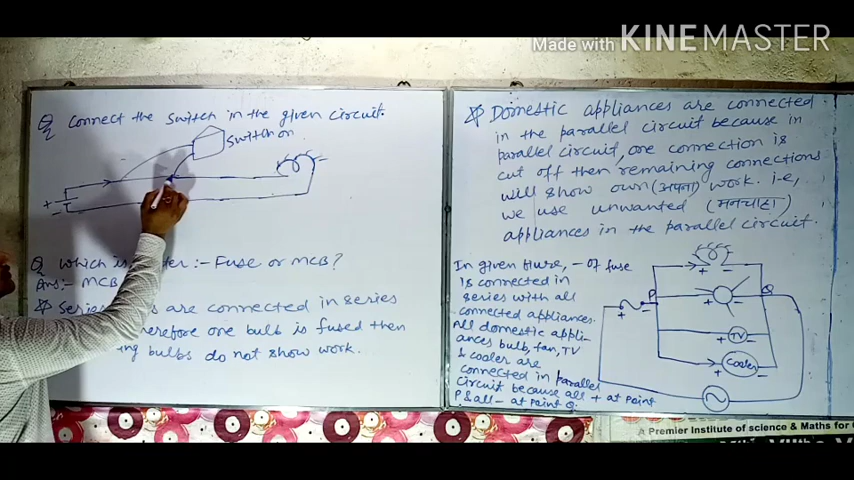 Made with KINEMASTER
Q Connect the Switch in the given circuit.
Switch on
+
-
+
-
Q Which is :- Fuse or MCB?
Ans:- MCB
Series are connected in series
therefore one bulb is fused then
bulbs do not show work.
Domestic appliances are connected
in the parallel circuit because in
parallel circuit, one connection is
cut off then remaining connections
will show own (अपना) work. i.e,
we use unwanted (मनचाहा)
appliances in the parallel circuit.
In given , - of fuse
is connected in
series with all
connected appliances.
All domestic appli-
ances bulb, fan, TV
& cooler are
connected in parallel
circuit because all + at point
P & all - at Point Q.
+ -
P
Q
+ -
+ -
+ TV -
+ Cooler -
A Premier Institute of science & Maths for